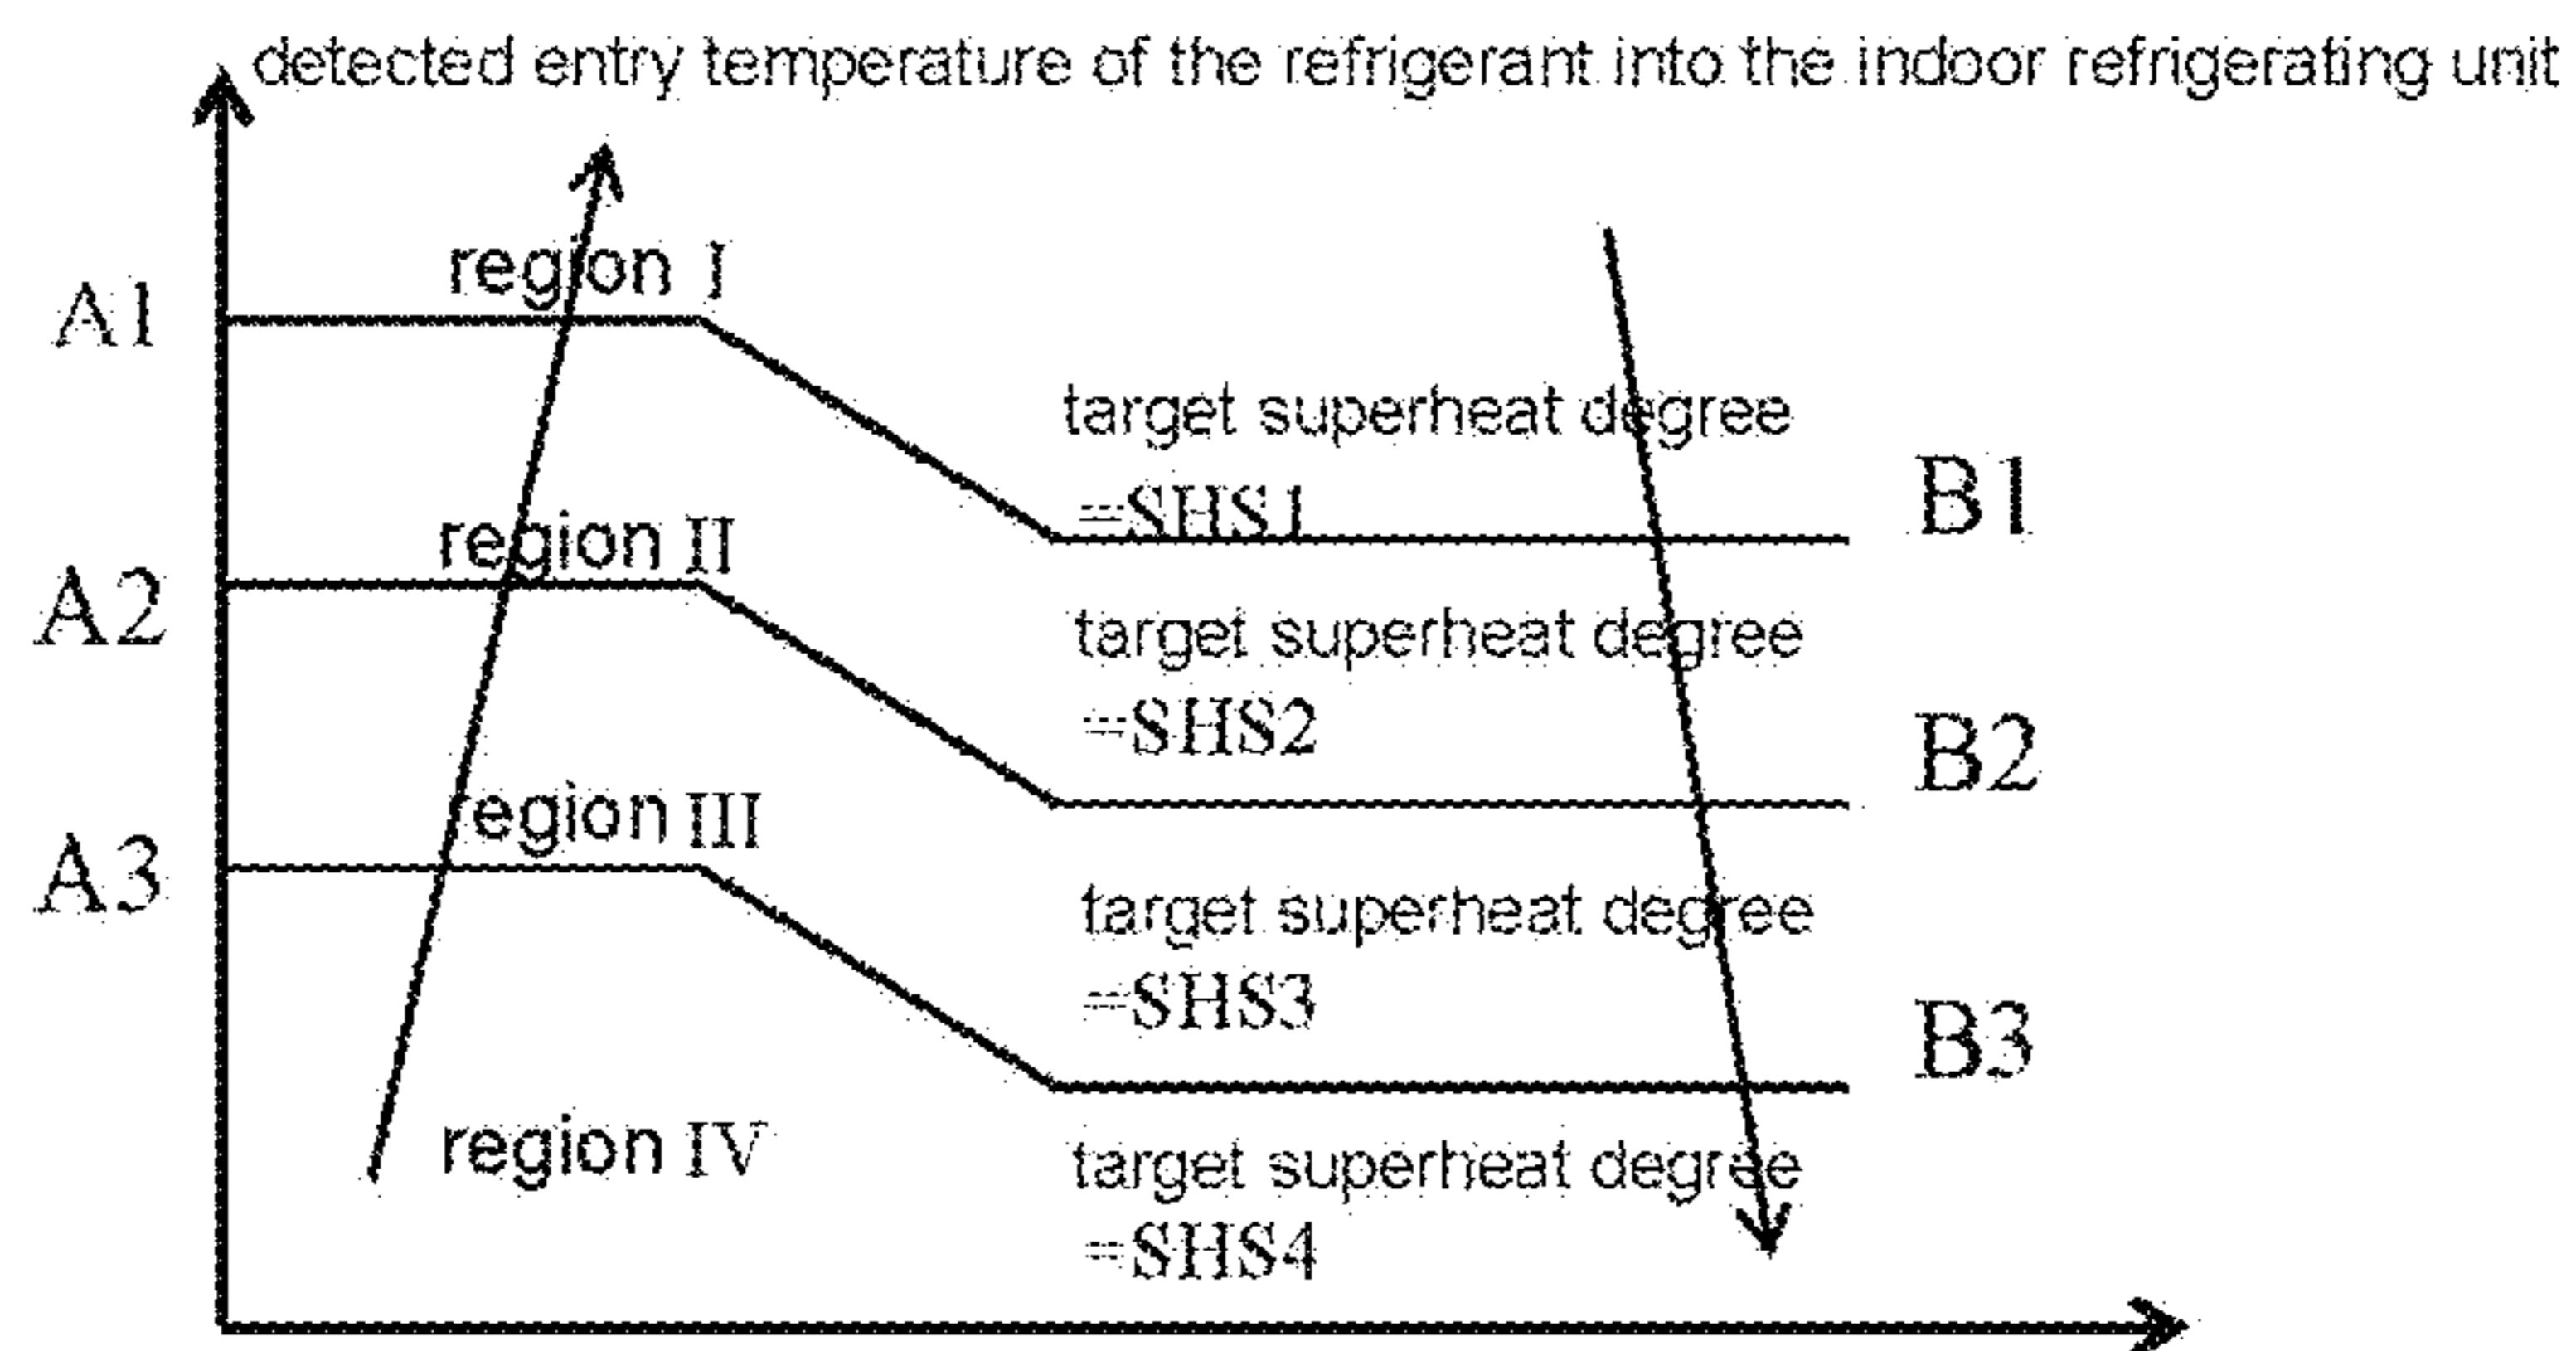 detected entry temperature of the refrigerant into the indoor refrigerating unit
region I
A1
target superheat degree
=SHS1
B1
region II
A2
target superheat degree
=SHS2
B2
region III
A3
target superheat degree
=SHS3
B3
region IV
target superheat degree
=SHS4